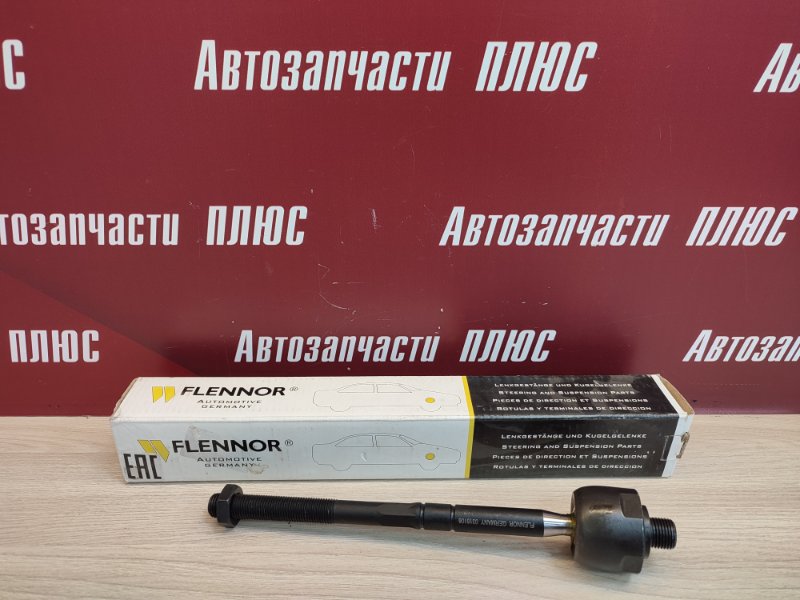 С
Автозапчасти ПЛЮС
Ав
тозапчасти ПЛЮС
Автозапчасти ПЛЮС
ПЛЮС
Автозапчасти ПЛЮС
Автозапчасти
FLENNOR®
AUTOMOTIVE
GERMANY
LENKGESTÄNGE UND KUGELGELENKE
STEERING AND SUSPENSION PARTS
PIECES DE DIRECTION ET SUSPENSIONS
ROTULAS Y TERMINALES DE DIRECCION
FLENNOR®
AUTOMOTIVE
GERMANY
EAC
LENKGESTÄNGE UND KUGELGELENKE
STEERING AND SUSPENSION PARTS
PIECES DE DIRECTION ET SUSPENSIONS
ROTULAS Y TERMINALES DE DIRECCION
FLENNOR GERMANY